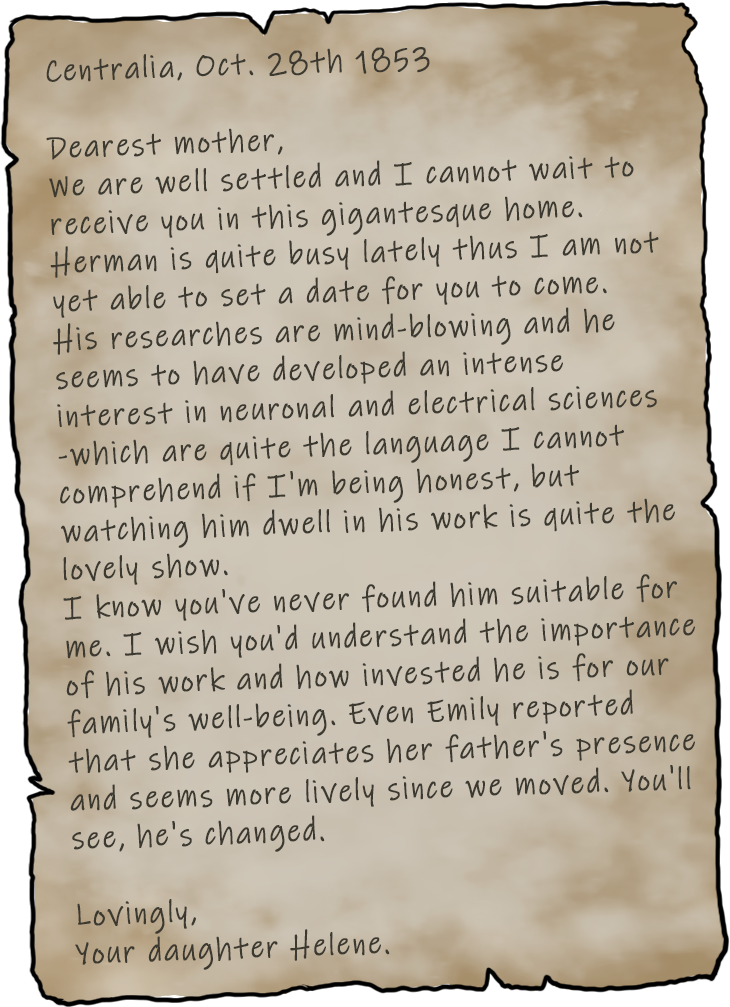 Centralia, Oct. 28th 1853
Dearest mother,
We are well settled and I cannot wait to
receive you in this gigantesque home.
Herman is quite busy lately thus I am not
yet able to set a date for you to come.
His researches are mind-blowing and he
seems to have developed an intense
interest in neuronal and electrical sciences
-which are quite the language I cannot
comprehend if I'm being honest, but
watching him dwell in his work is quite the
lovely show.
I know you've never found him suitable for
me. I wish you'd understand the importance
of his work and how invested he is for our
family's well-being. Even Emily reported
that she appreciates her father's presence
and seems more lively since we moved. You'll
see, he's changed.
Lovingly,
Your daughter Helene.